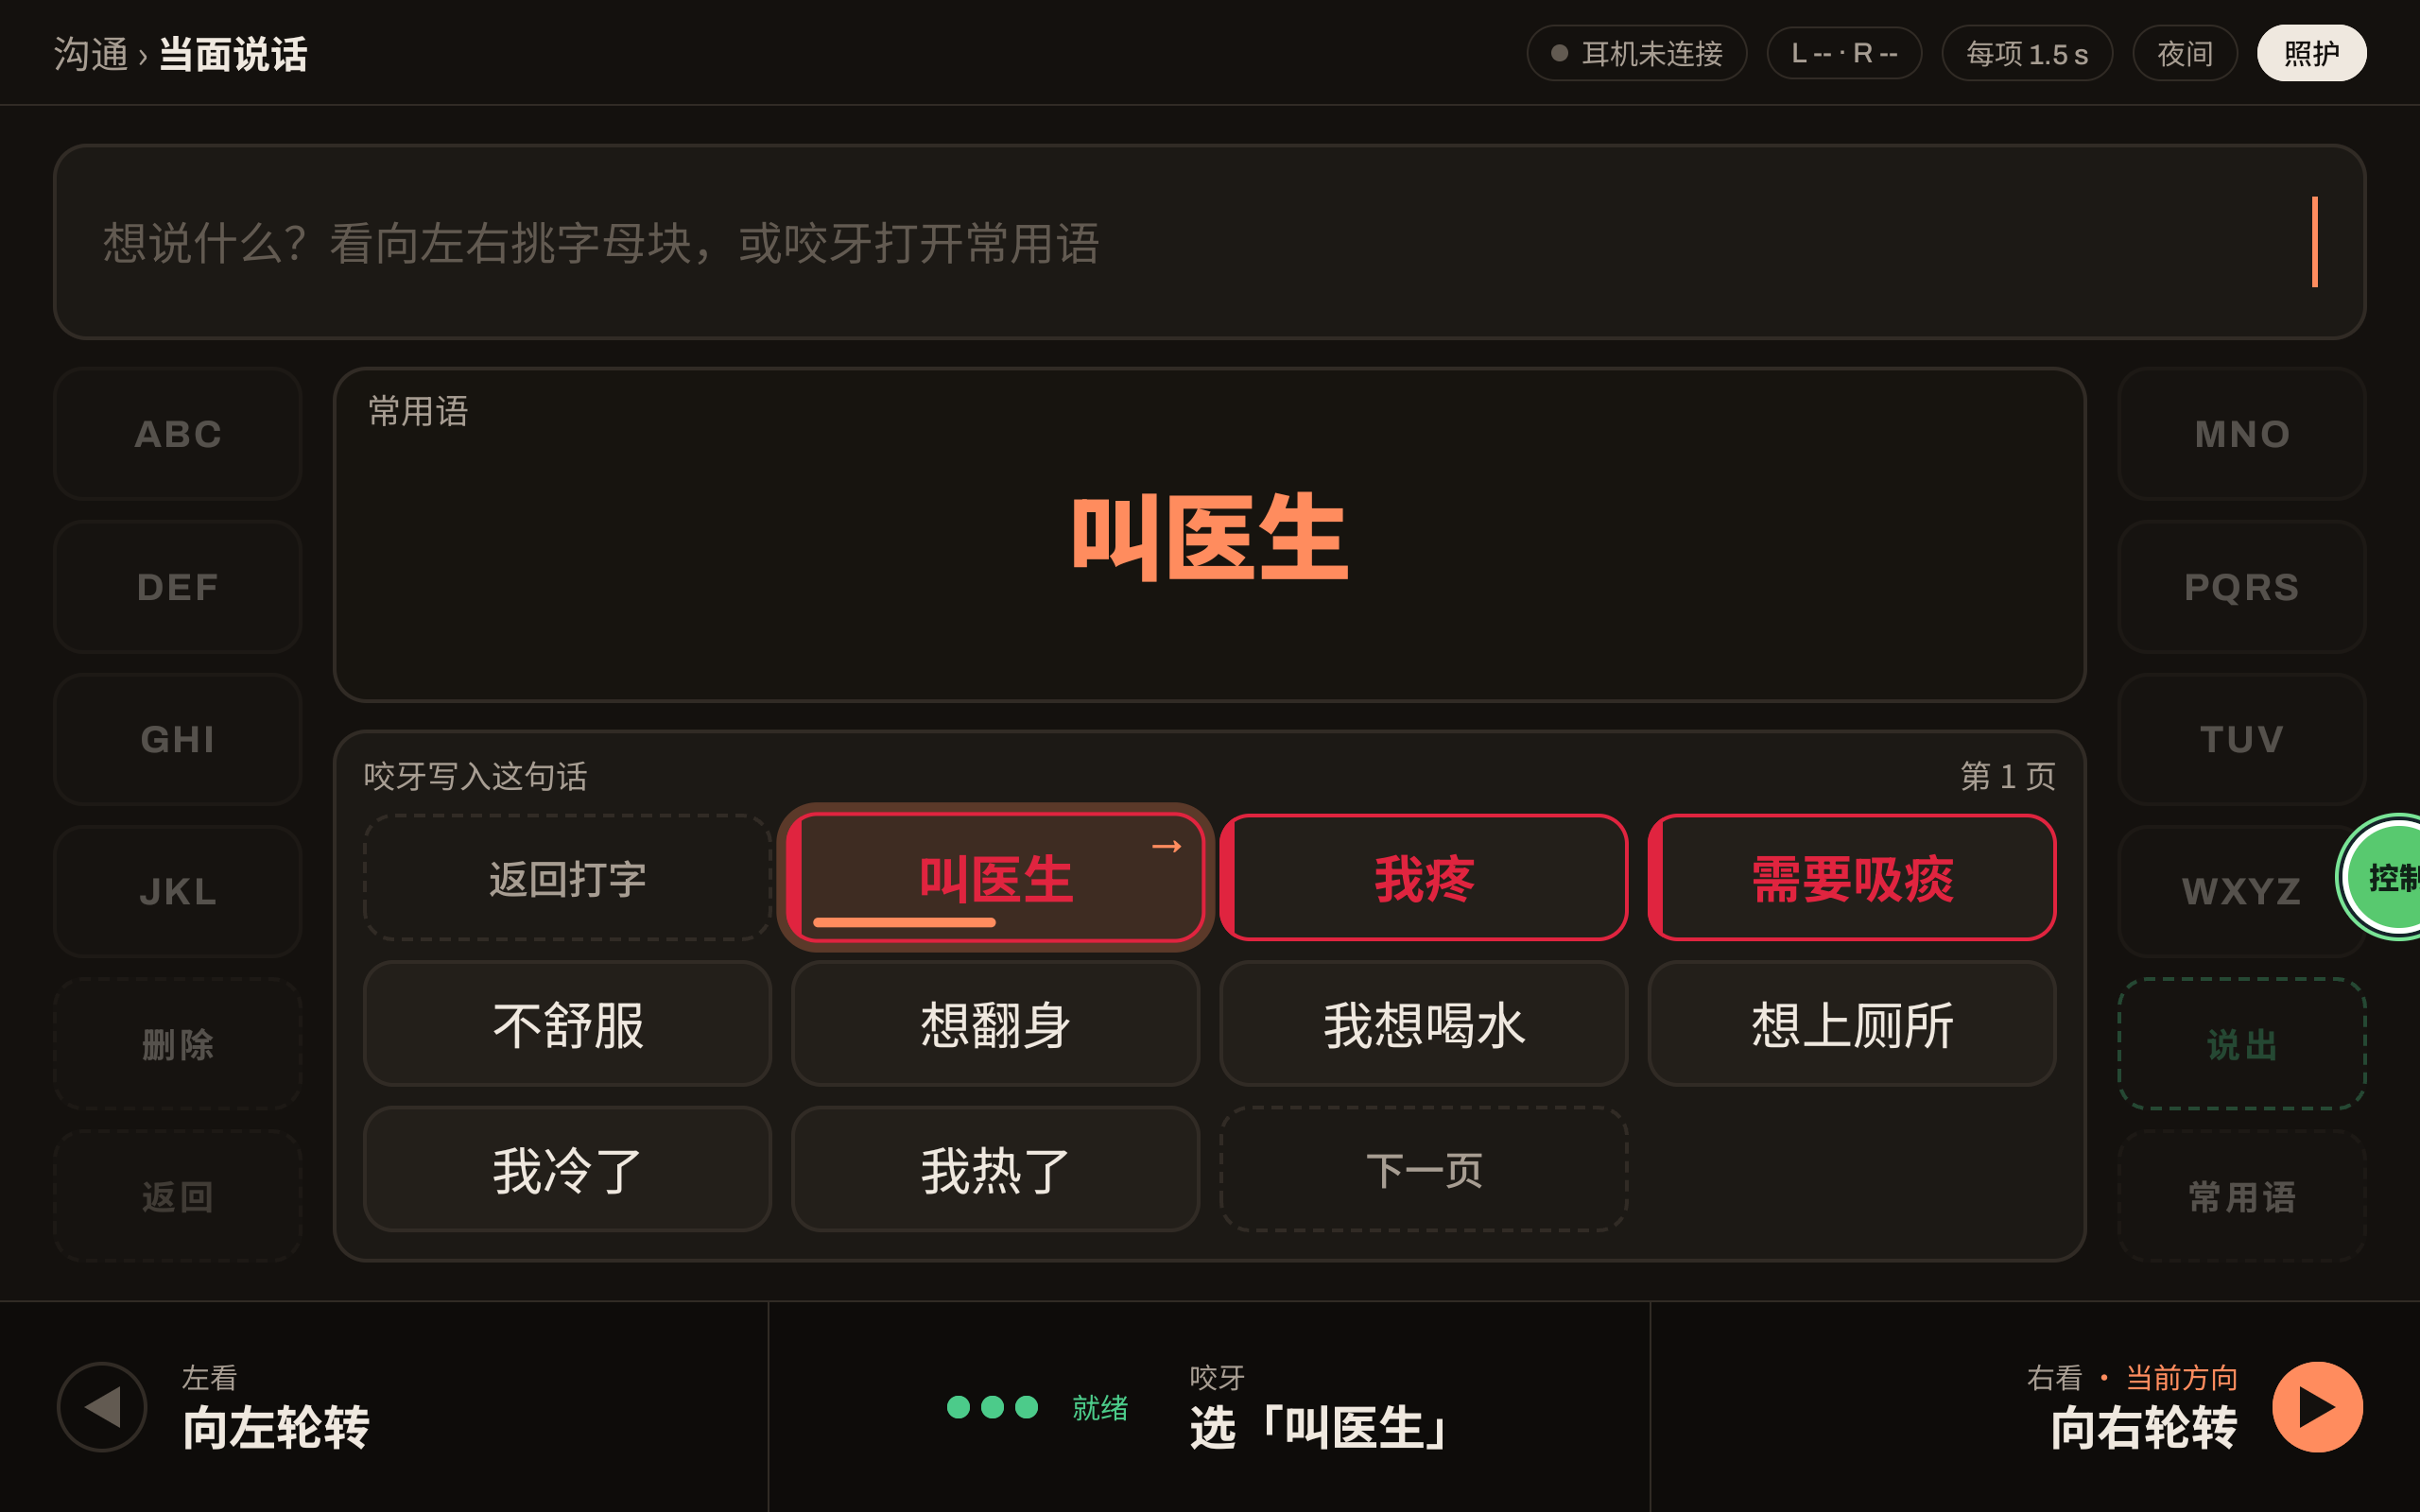 沟通 › 当面说话
耳机未连接
L -- · R --
每项 1.5 s
夜间
照护
想说什么？看向左右挑字母块，或咬牙打开常用语
ABC
DEF
GHI
JKL
删除
返回
常用语
叫医生
咬牙写入这句话
第 1 页
返回打字
叫医生 →
我疼
需要吸痰
不舒服
想翻身
我想喝水
想上厕所
我冷了
我热了
下一页
MNO
PQRS
TUV
WXYZ
控制
说出
常用语
左看
向左轮转
就绪
咬牙
选「叫医生」
右看 · 当前方向
向右轮转